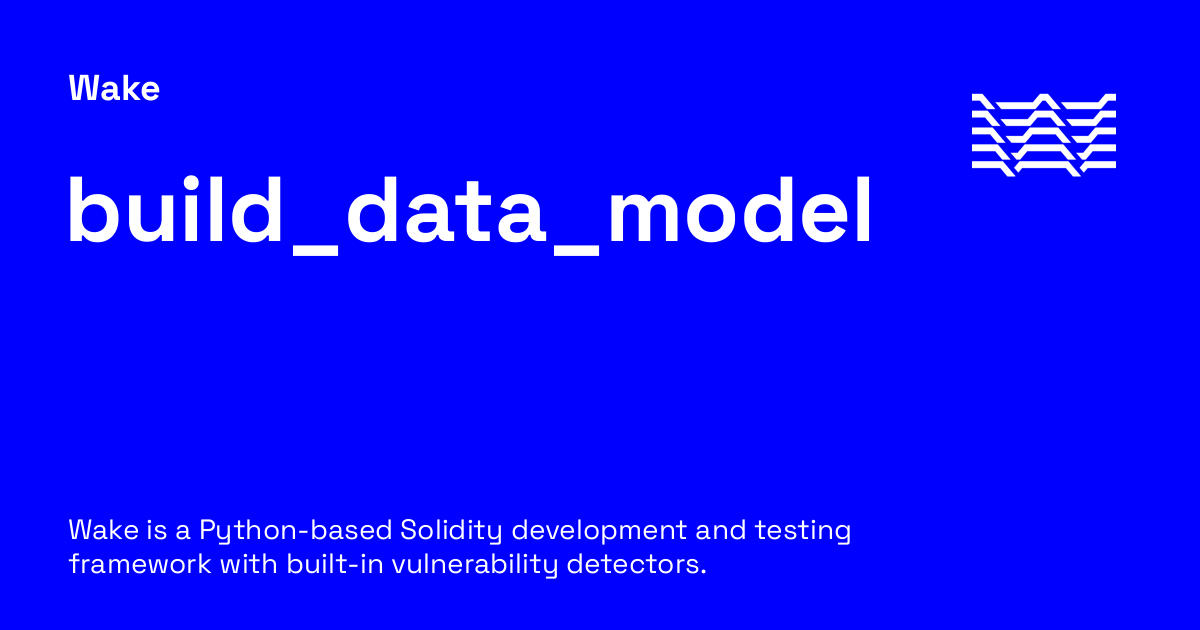 Wake
build_data_model
Wake is a Python-based Solidity development and testing
framework with built-in vulnerability detectors.